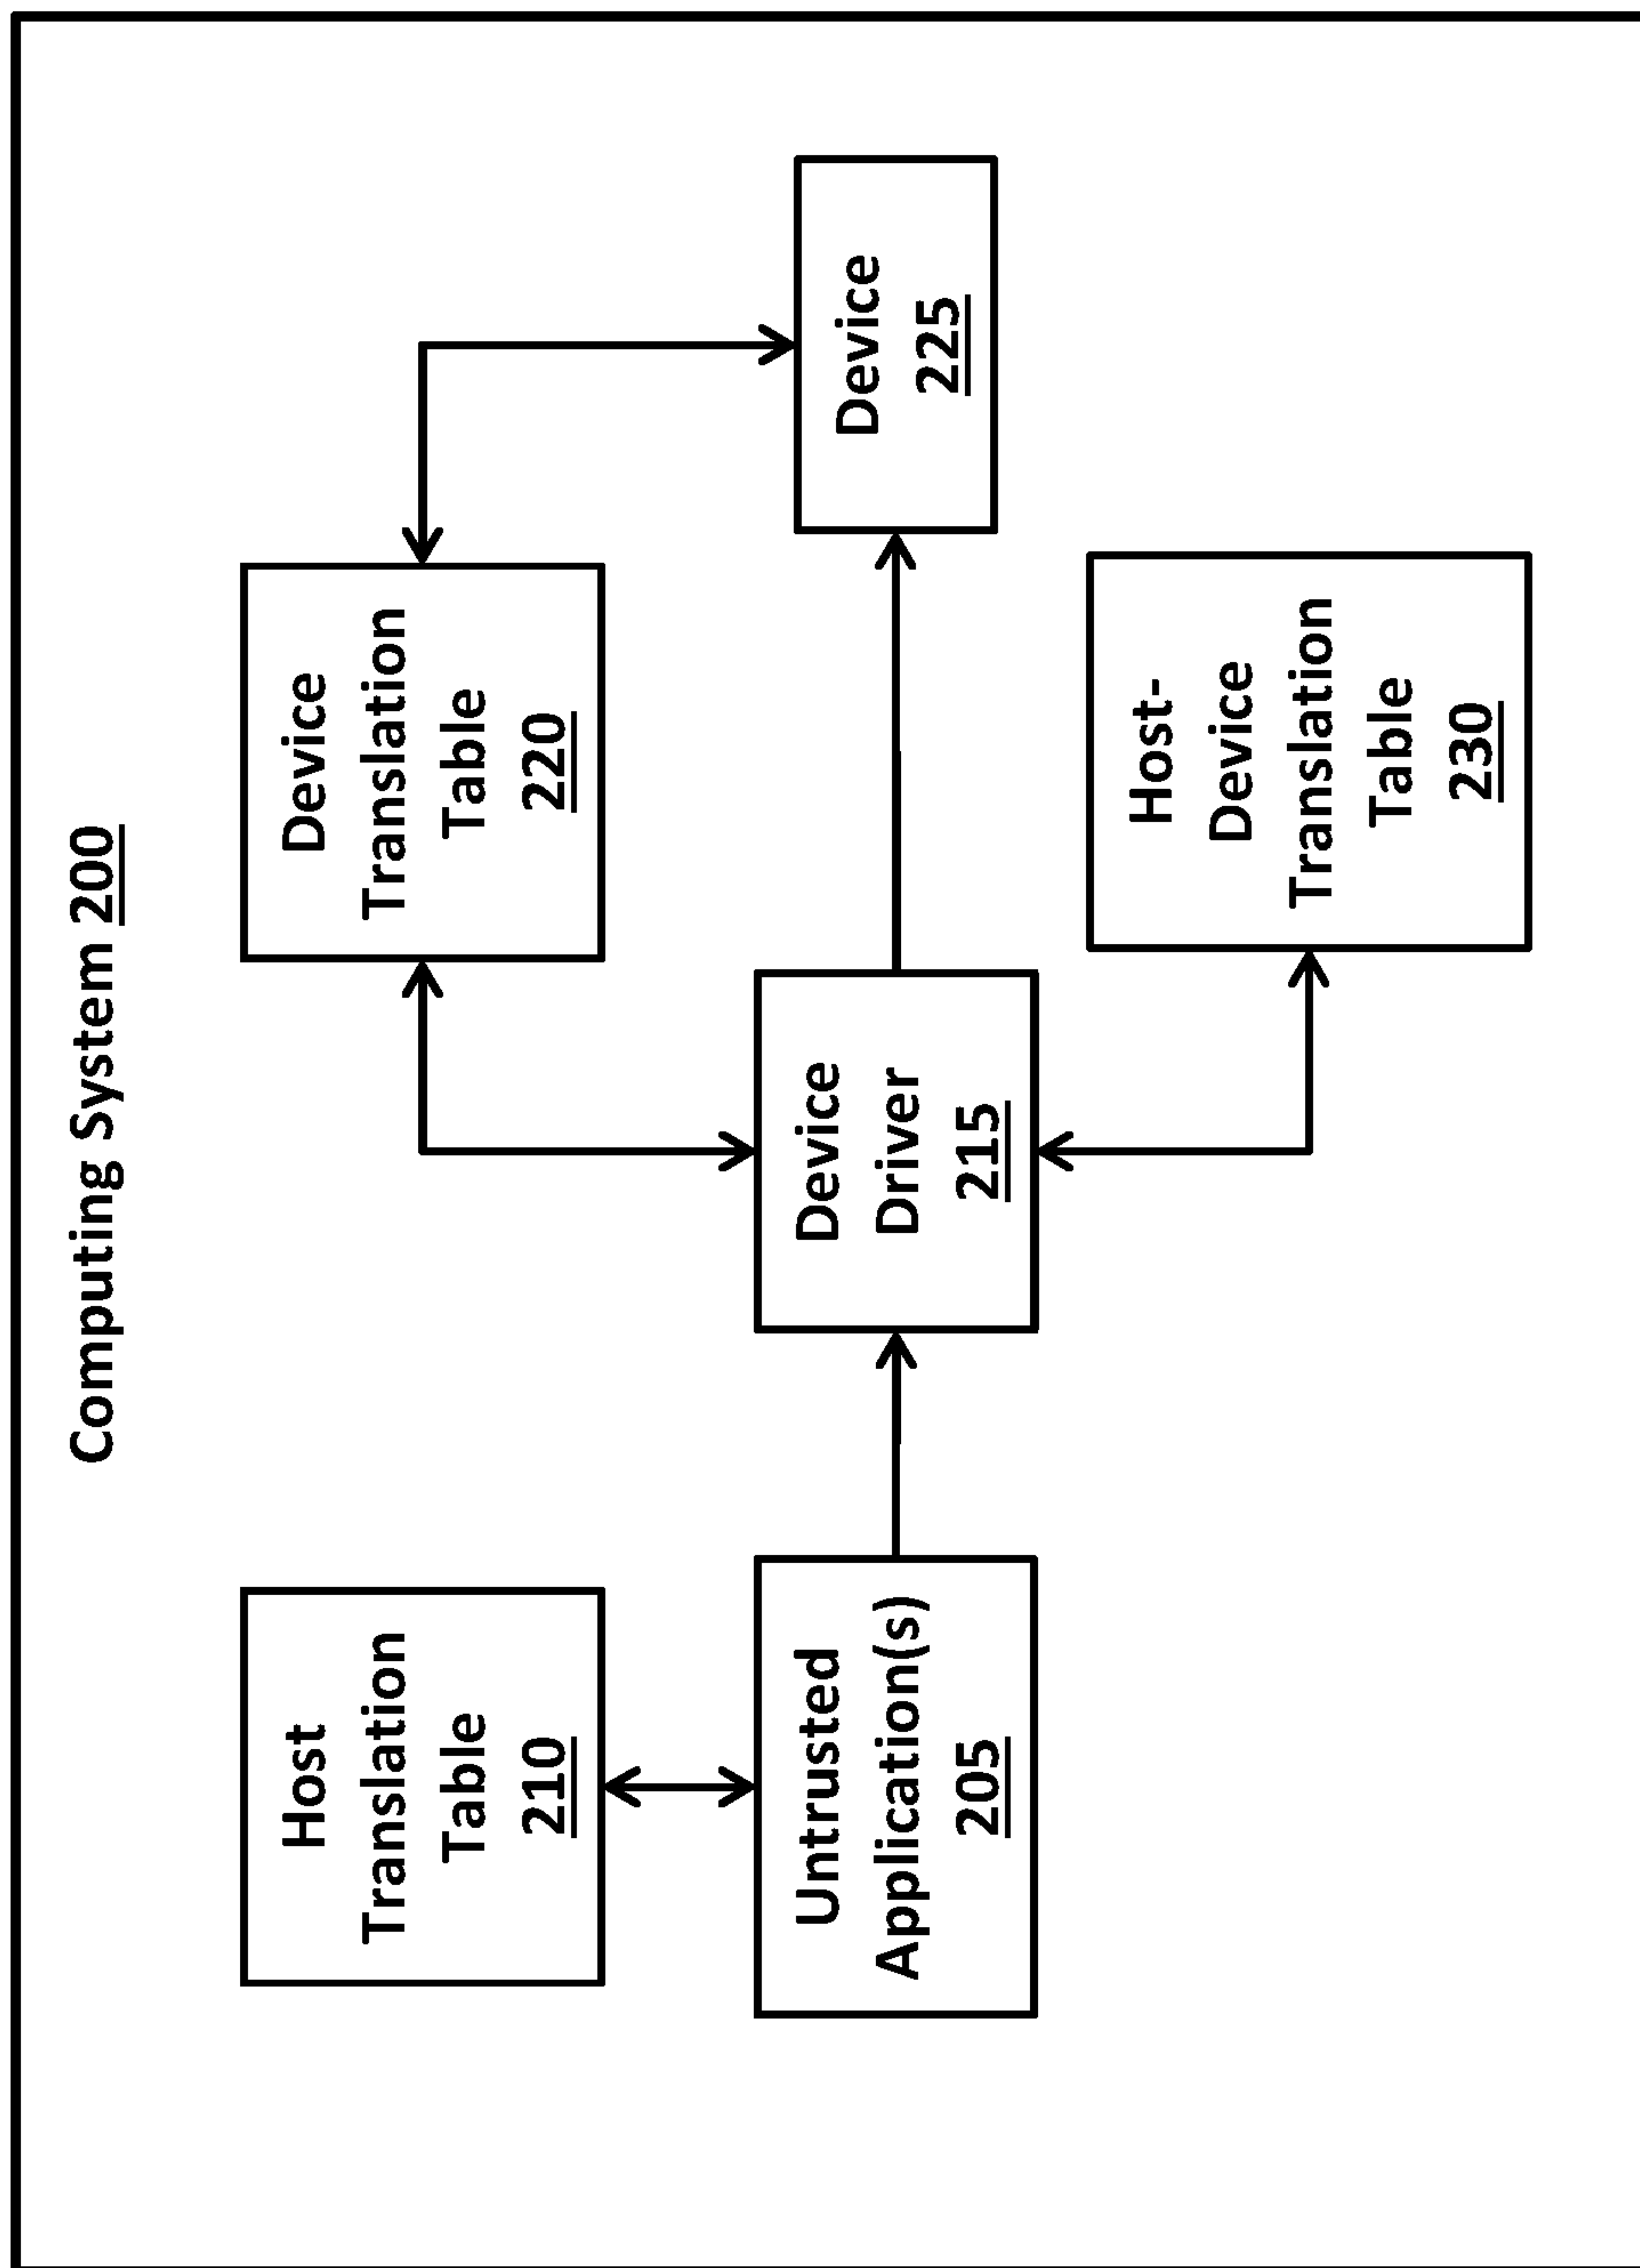 Computing System 200
Host
Translation
Table
210
Device
Translation
Table
220
Untrusted
Application(s)
205
Device
Driver
215
Device
225
Host-
Device
Translation
Table
230